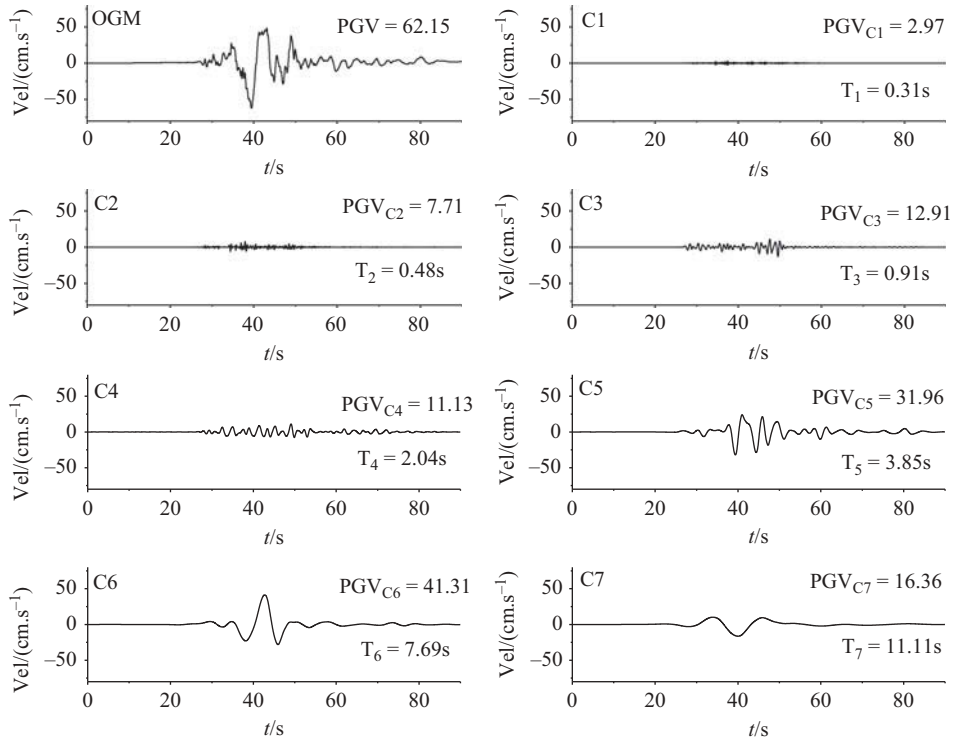 OGM
PGV = 62.15
50
0
–50
Vel/(cm.s⁻¹)
0 20 40 60 80
t/s
C1
PGV_C1 = 2.97
T_1 = 0.31s
50
0
–50
Vel/(cm.s⁻¹)
0 20 40 60 80
t/s
C2
PGV_C2 = 7.71
T_2 = 0.48s
50
0
–50
Vel/(cm.s⁻¹)
0 20 40 60 80
t/s
C3
PGV_C3 = 12.91
T_3 = 0.91s
50
0
–50
Vel/(cm.s⁻¹)
0 20 40 60 80
t/s
C4
PGV_C4 = 11.13
T_4 = 2.04s
50
0
–50
Vel/(cm.s⁻¹)
0 20 40 60 80
t/s
C5
PGV_C5 = 31.96
T_5 = 3.85s
50
0
–50
Vel/(cm.s⁻¹)
0 20 40 60 80
t/s
C6
PGV_C6 = 41.31
T_6 = 7.69s
50
0
–50
Vel/(cm.s⁻¹)
0 20 40 60 80
t/s
C7
PGV_C7 = 16.36
T_7 = 11.11s
50
0
–50
Vel/(cm.s⁻¹)
0 20 40 60 80
t/s